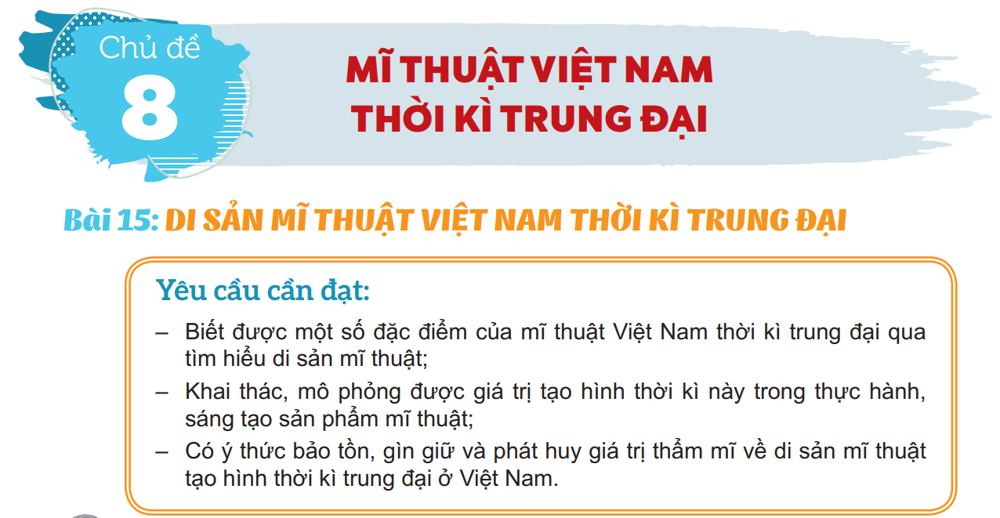 Chủ đề
8
MĨ THUẬT VIỆT NAM
THỜI KÌ TRUNG ĐẠI
Bài 15: DI SẢN MĨ THUẬT VIỆT NAM THỜI KÌ TRUNG ĐẠI
Yêu cầu cần đạt:
– Biết được một số đặc điểm của mĩ thuật Việt Nam thời kì trung đại qua
tìm hiểu di sản mĩ thuật;
– Khai thác, mô phỏng được giá trị tạo hình thời kì này trong thực hành,
sáng tạo sản phẩm mĩ thuật;
– Có ý thức bảo tồn, gìn giữ và phát huy giá trị thẩm mĩ về di sản mĩ thuật
tạo hình thời kì trung đại ở Việt Nam.